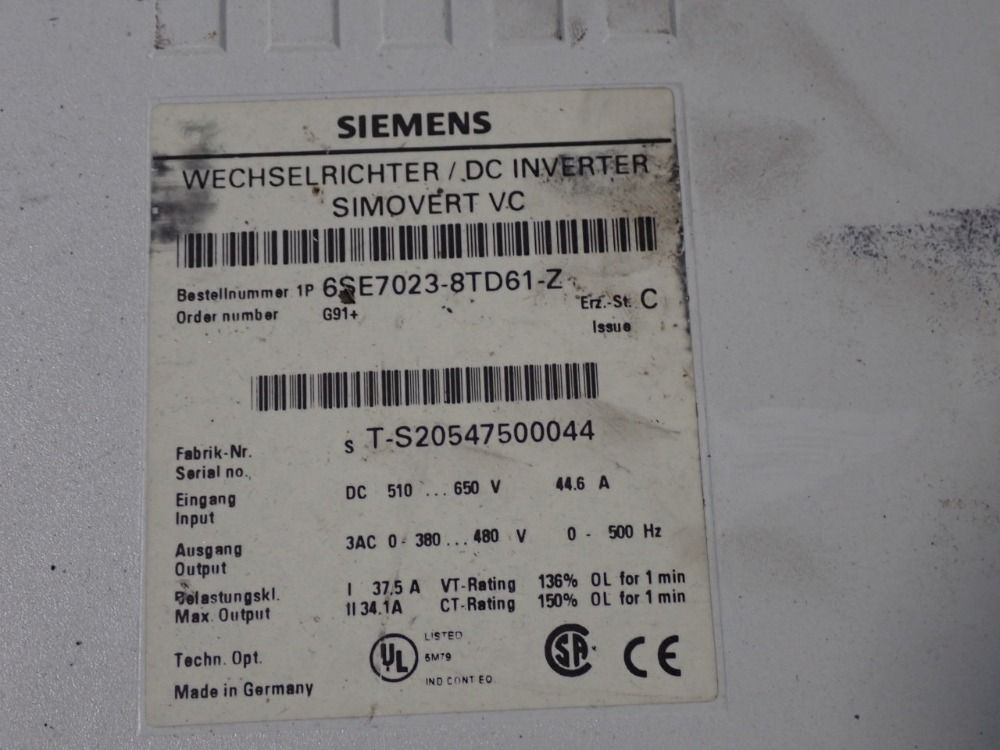 SIEMENS
WECHSELRICHTER / DC INVERTER
SIMOVERT VC
Bestellnummer 1P 6SE7023-8TD61-Z
Order number G91+
Erz.-St. C
Issue
Fabrik-Nr. S T-S20547500044
Serial no.
Eingang DC 510 ... 650 V 44.6 A
Input
Ausgang 3AC 0 - 380 ... 480 V 0 - 500 Hz
Output
Belastungskl. I 37.5 A VT-Rating 136% OL for 1 min
Max. Output II 34.1A CT-Rating 150% OL for 1 min
Techn. Opt.
Made in Germany
UL
LISTED
5M79
IND CONT EQ
SA
CE